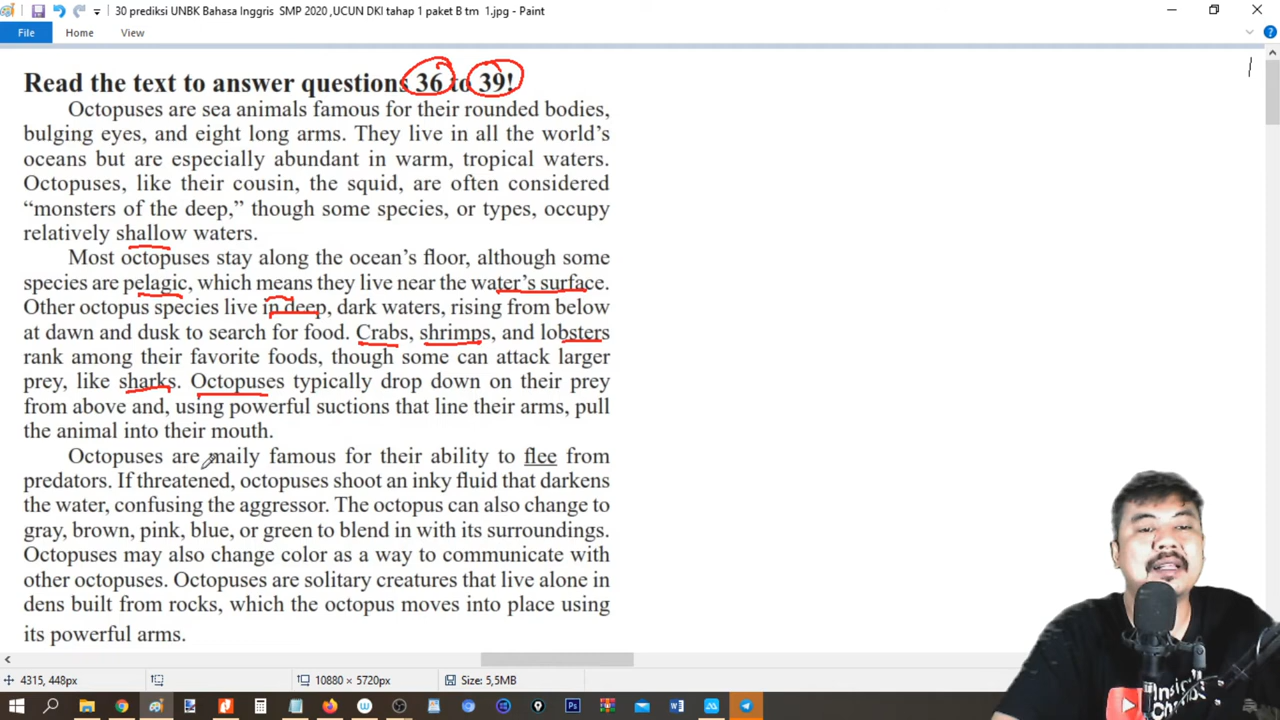 30 prediksi UNBK Bahasa Inggris SMP 2020 ,UCUN DKI tahap 1 paket B tm 1.jpg - Paint
File Home View
Read the text to answer questions 36 to 39!
Octopuses are sea animals famous for their rounded bodies,
bulging eyes, and eight long arms. They live in all the world's
oceans but are especially abundant in warm, tropical waters.
Octopuses, like their cousin, the squid, are often considered
“monsters of the deep,” though some species, or types, occupy
relatively shallow waters.
Most octopuses stay along the ocean's floor, although some
species are pelagic, which means they live near the water's surface.
Other octopus species live in deep, dark waters, rising from below
at dawn and dusk to search for food. Crabs, shrimps, and lobsters
rank among their favorite foods, though some can attack larger
prey, like sharks. Octopuses typically drop down on their prey
from above and, using powerful suctions that line their arms, pull
the animal into their mouth.
Octopuses are maily famous for their ability to flee from
predators. If threatened, octopuses shoot an inky fluid that darkens
the water, confusing the aggressor. The octopus can also change to
gray, brown, pink, blue, or green to blend in with its surroundings.
Octopuses may also change color as a way to communicate with
other octopuses. Octopuses are solitary creatures that live alone in
dens built from rocks, which the octopus moves into place using
its powerful arms.
4315, 448px 10880 × 5720px Size: 5,5MB